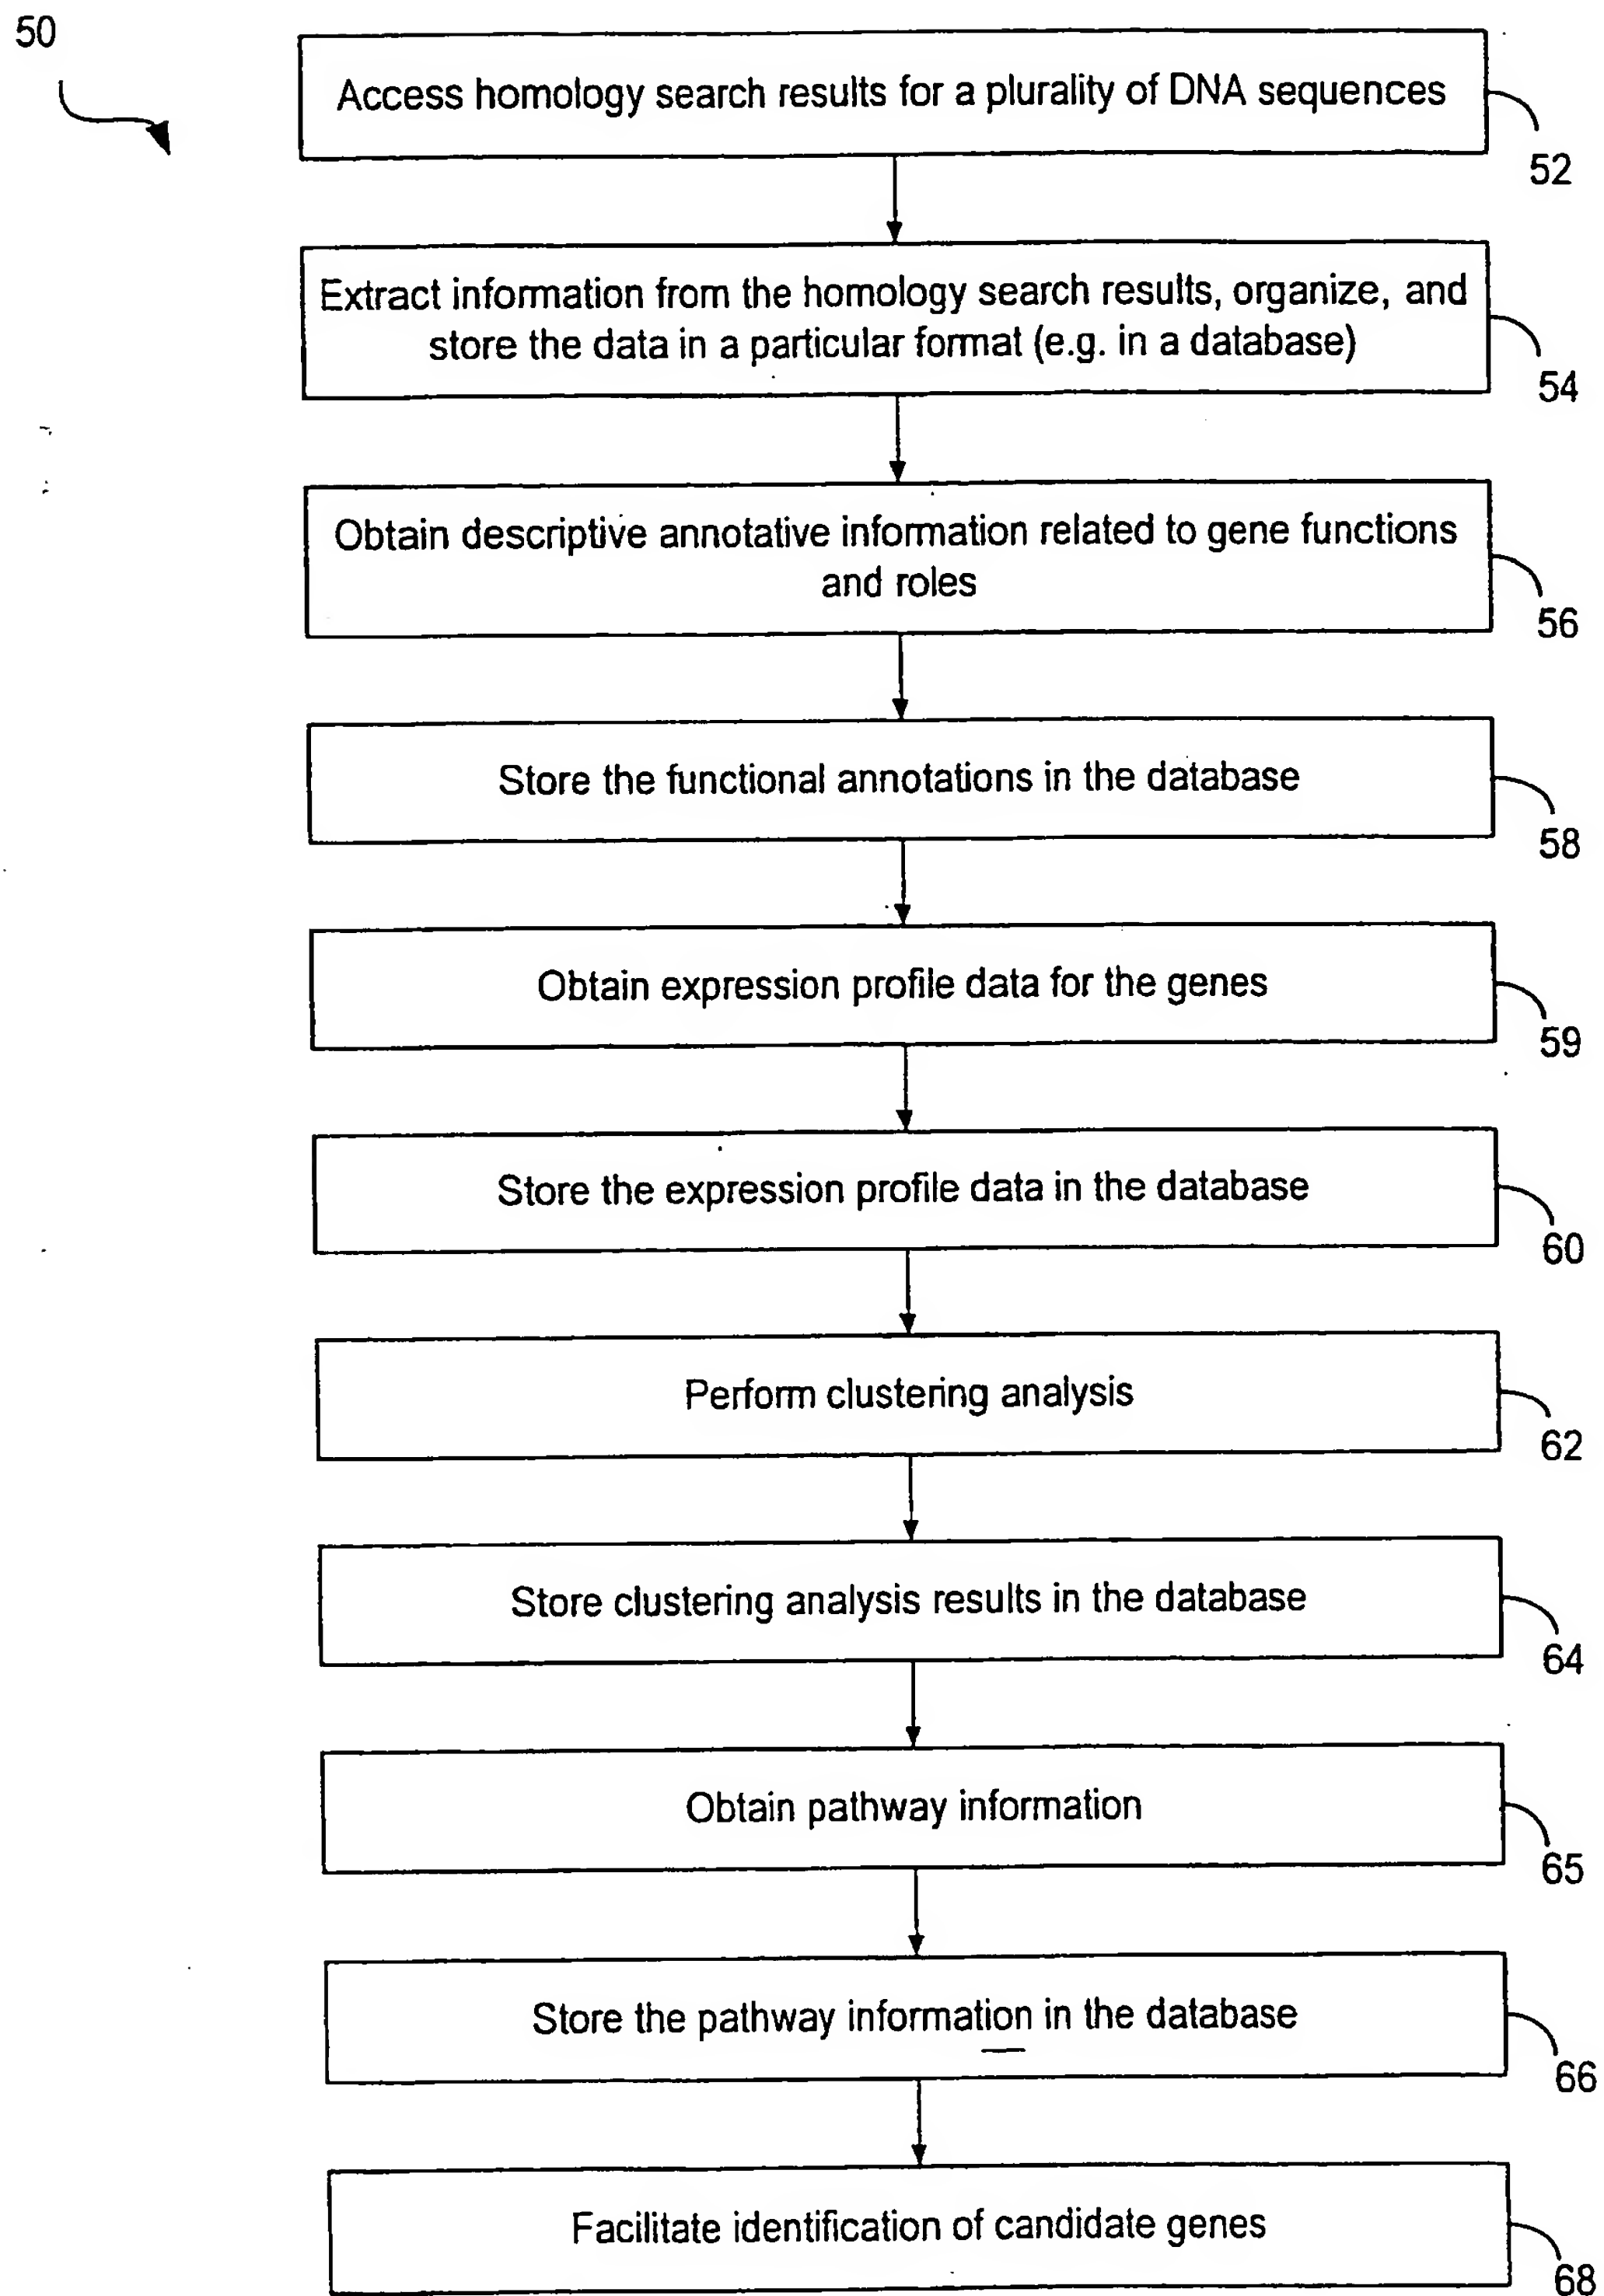 50
Access homology search results for a plurality of DNA sequences
52
Extract information from the homology search results, organize, and
store the data in a particular format (e.g. in a database)
54
Obtain descriptive annotative information related to gene functions
and roles
56
Store the functional annotations in the database
58
Obtain expression profile data for the genes
59
Store the expression profile data in the database
60
Perform clustering analysis
62
Store clustering analysis results in the database
64
Obtain pathway information
65
Store the pathway information in the database
66
Facilitate identification of candidate genes
68